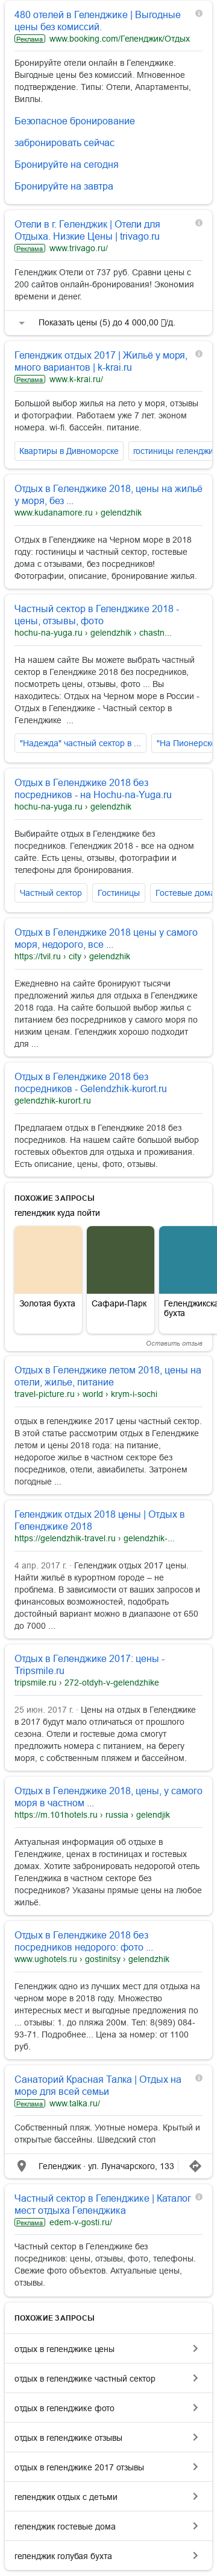 480 отелей в Геленджике | Выгодные
цены без комиссий.
Реклама www.booking.com/Геленджик/Отдых
Бронируйте отели онлайн в Геленджике.
Выгодные цены без комиссий. Мгновенное
подтверждение. Типы: Отели, Апартаменты,
Виллы.
Безопасное бронирование
забронировать сейчас
Бронируйте на сегодня
Бронируйте на завтра
Отели в г. Геленджик | Отели для
Отдыха. Низкие Цены | trivago.ru
Реклама www.trivago.ru/
Геленджик Отели от 737 руб. Сравни цены с
200 сайтов онлайн-бронирования! Экономия
времени и денег.
Показать цены (5) до 4 000,00 ₽/д.
Геленджик отдых 2017 | Жильё у моря,
много вариантов | k-krai.ru
Реклама www.k-krai.ru/
Большой выбор жилья на лето у моря, отзывы
и фотографии. Работаем уже 7 лет. эконом
номера. wi-fi. бассейн. питание.
Квартиры в Дивноморске гостиницы геленджи
Отдых в Геленджике 2018, цены на жильё
у моря, без ...
www.kudanamore.ru › gelendzhik
Отдых в Геленджике на Черном море в 2018
году: гостиницы и частный сектор, гостевые
дома с отзывами, без посредников!
Фотографии, описание, бронирование жилья.
Частный сектор в Геленджике 2018 -
цены, отзывы, фото
hochu-na-yuga.ru › gelendzhik › chastn...
На нашем сайте Вы можете выбрать частный
сектор в Геленджике 2018 без посредников,
посмотреть цены, отзывы, фото ... Вы
находитесь: Отдых на Черном море в России -
Отдых в Геленджике - Частный сектор в
Геленджике ...
"Надежда" частный сектор в ... "На Пионерско
Отдых в Геленджике 2018 без
посредников - на Hochu-na-Yuga.ru
hochu-na-yuga.ru › gelendzhik
Выбирайте отдых в Геленджике без
посредников. Геленджик 2018 - все на одном
сайте. Есть цены, отзывы, фотографии и
телефоны для бронирования.
Частный сектор Гостиницы Гостевые дома
Отдых в Геленджике 2018 цены у самого
моря, недорого, все ...
https://tvil.ru › city › gelendzhik
Ежедневно на сайте бронируют тысячи
предложений жилья для отдыха в Геленджике
2018 года. На сайте большой выбор жилья с
питанием без посредников у самого моря по
низким ценам. Геленджик хорошо подходит
для ...
Отдых в Геленджике 2018 без
посредников - Gelendzhik-kurort.ru
gelendzhik-kurort.ru
Предлагаем отдых в Геленджике 2018 без
посредников. На нашем сайте большой выбор
гостевых объектов для отдыха и проживания.
Есть описание, цены, фото, отзывы.
ПОХОЖИЕ ЗАПРОСЫ
геленджик куда пойти
Золотая бухта
Сафари-Парк
Геленджикска
бухта
Оставить отзыв
Отдых в Геленджике летом 2018, цены на
отели, жилье, питание
travel-picture.ru › world › krym-i-sochi
отдых в геленджике 2017 цены частный сектор.
В этой статье рассмотрим отдых в Геленджике
летом и цены 2018 года: на питание,
недорогое жилье в частном секторе без
посредников, отели, авиабилеты. Затронем
погодные ...
Геленджик отдых 2018 цены | Отдых в
Геленджике 2018
https://gelendzhik-travel.ru › gelendzhik-...
4 апр. 2017 г. · Геленджик отдых 2017 цены.
Найти жильё в курортном городе – не
проблема. В зависимости от ваших запросов и
финансовых возможностей, подобрать
достойный вариант можно в диапазоне от 650
до 7000 ...
Отдых в Геленджике 2017: цены -
Tripsmile.ru
tripsmile.ru › 272-otdyh-v-gelendzhike
25 июн. 2017 г. · Цены на отдых в Геленджике
в 2017 будут мало отличаться от прошлого
сезона. Отели и гостевые дома смогут
предложить номера с питанием, на берегу
моря, с собственным пляжем и бассейном.
Отдых в Геленджике 2018, цены, у самого
моря в частном ...
https://m.101hotels.ru › russia › gelendjik
Актуальная информация об отдыхе в
Геленджике, ценах в гостиницах и гостевых
домах. Хотите забронировать недорогой отель
Геленджика в частном секторе без
посредников? Указаны прямые цены на любое
жильё.
Отдых в Геленджике 2018 без
посредников недорого: фото ...
www.ughotels.ru › gostinitsy › gelendzhik
Геленджик одно из лучших мест для отдыха на
черном море в 2018 году. Множество
интересных мест и выгодные предложения по
... отзывы: 1. до пляжа 200м. Тел: 8(989) 084-
93-71. Подробнее... Цена за номер: от 1100
руб.
Санаторий Красная Талка | Отдых на
море для всей семьи
Реклама www.talka.ru/
Собственный пляж. Уютные номера. Крытый и
открытые бассейны. Шведский стол
Геленджик · ул. Луначарского, 133
Частный сектор в Геленджике | Каталог
мест отдыха Геленджика
Реклама edem-v-gosti.ru/
Частный сектор в Геленджике без
посредников: цены, отзывы, фото, телефоны.
Свежие фото объектов. Актуальные цены,
отзывы.
ПОХОЖИЕ ЗАПРОСЫ
отдых в геленджике цены
отдых в геленджике частный сектор
отдых в геленджике фото
отдых в геленджике отзывы
отдых в геленджике 2017 отзывы
геленджик отдых с детьми
геленджик гостевые дома
геленджик голубая бухта